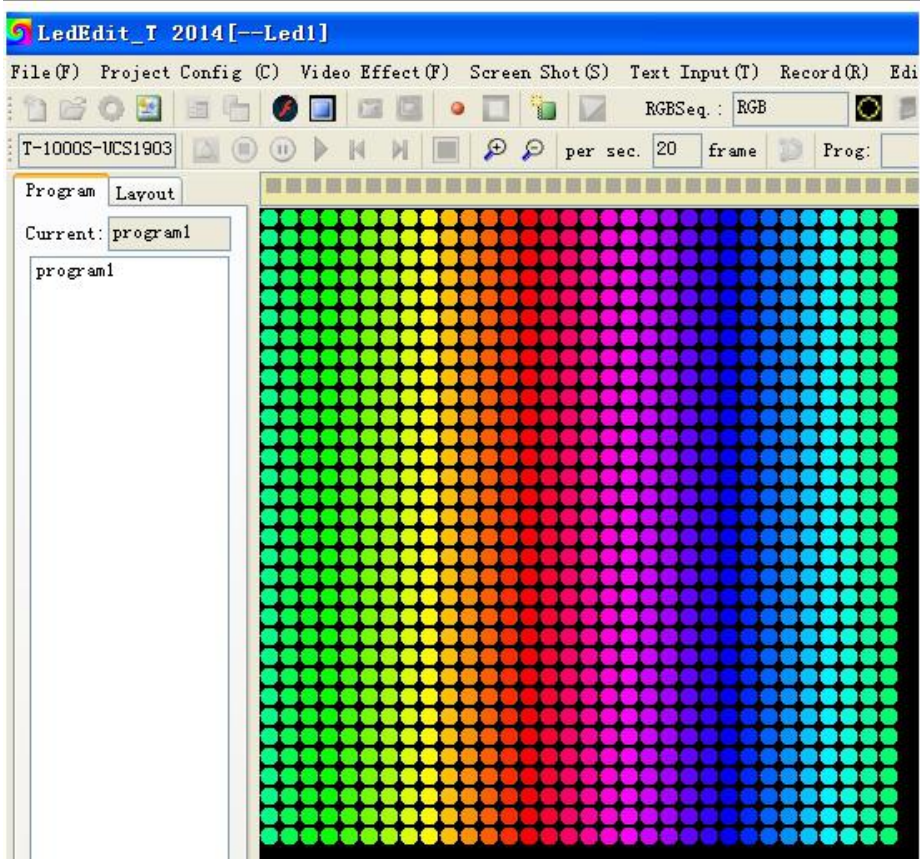 LedEdit_T 2014[--Led1]
File(F) Project Config (C) Video Effect(F) Screen Shot(S) Text Input(T) Record(R) Edi
RGBSeq.: RGB
T-1000S-UCS1903 per sec. 20 frame Prog:
Program Layout
Current: program1
program1